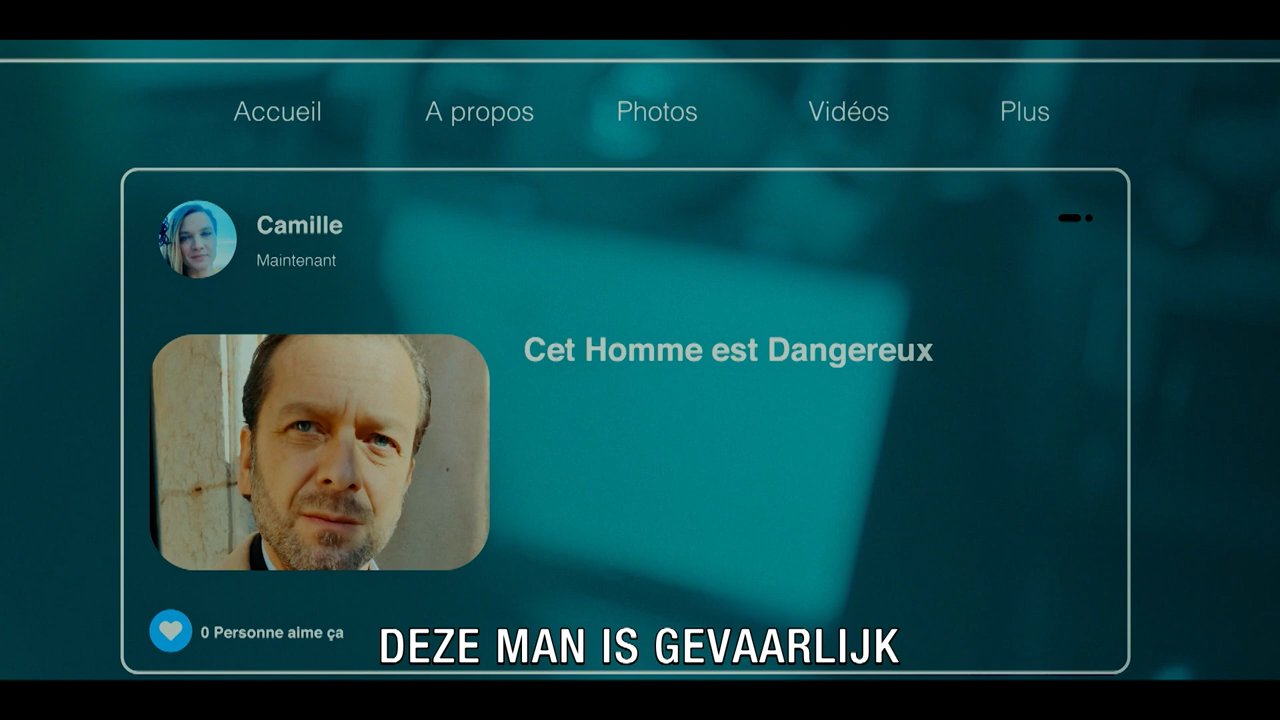 Accueil A propos Photos Vidéos Plus
Camille
Maintenant
Cet Homme est Dangereux
0 Personne aime ça
DEZE MAN IS GEVAARLIJK